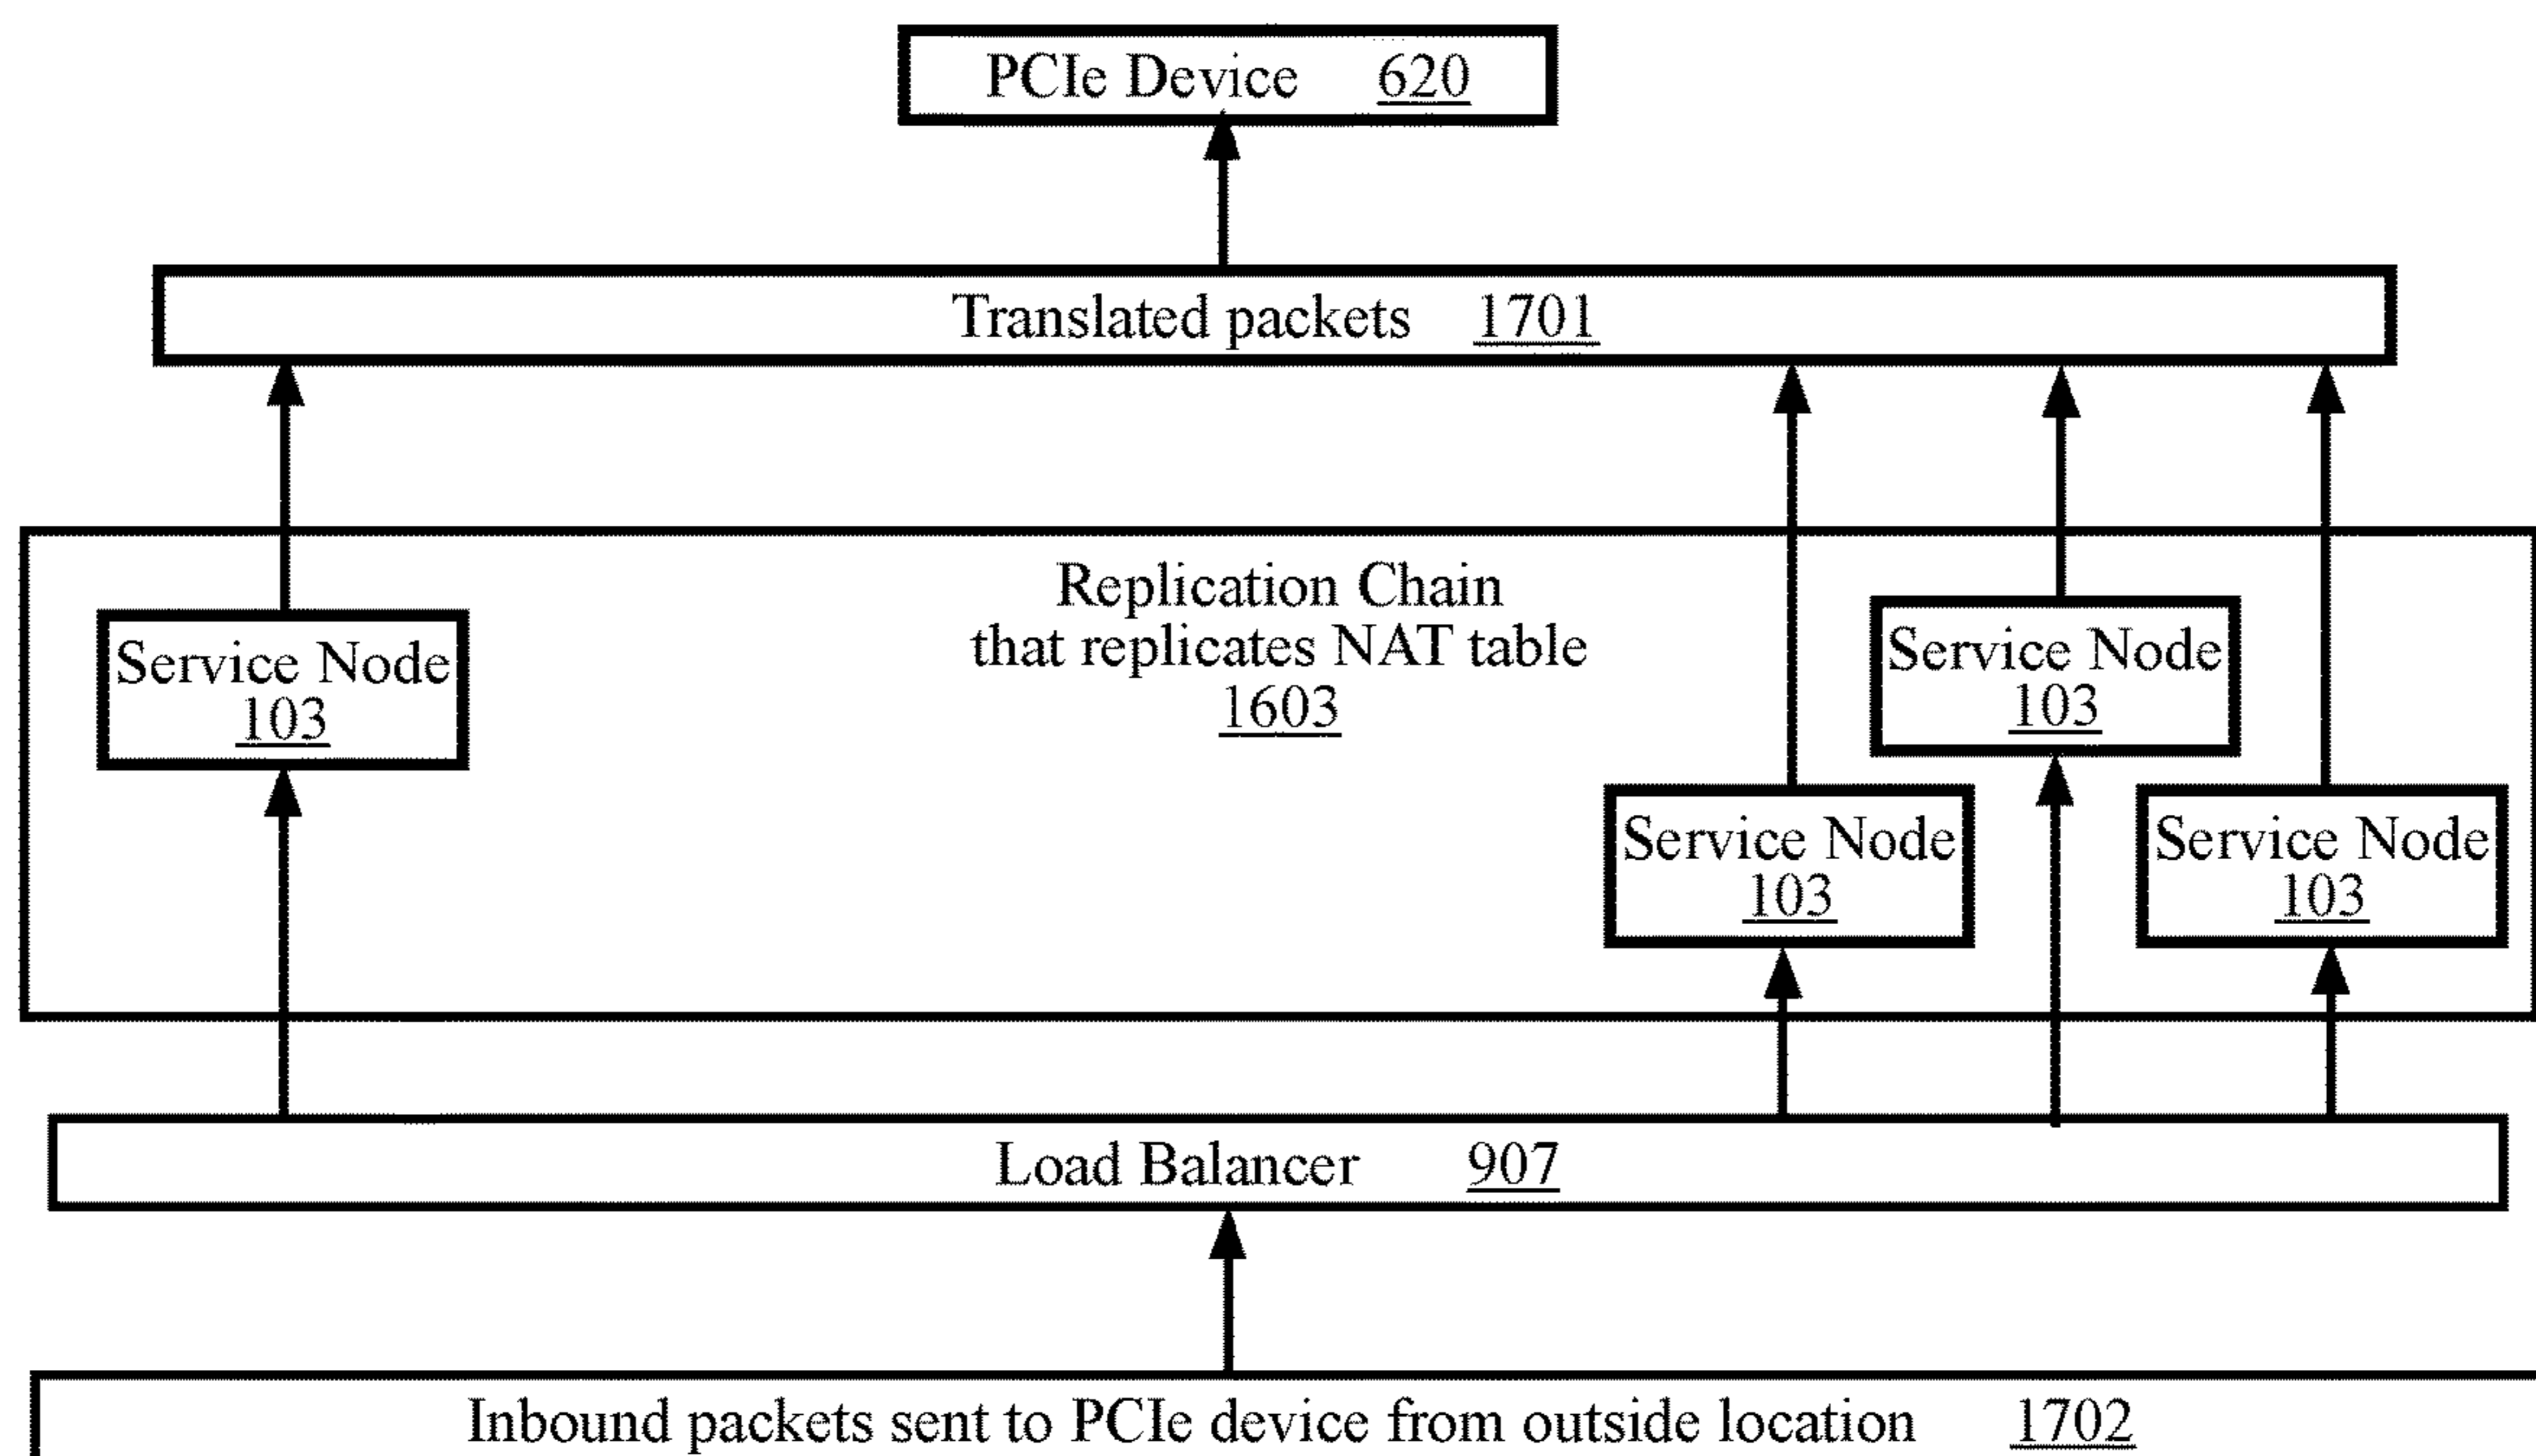 PCIe Device 620
Translated packets 1701
Replication Chain
that replicates NAT table
1603
Service Node
103
Service Node
103
Service Node
103
Service Node
103
Load Balancer 907
Inbound packets sent to PCIe device from outside location 1702